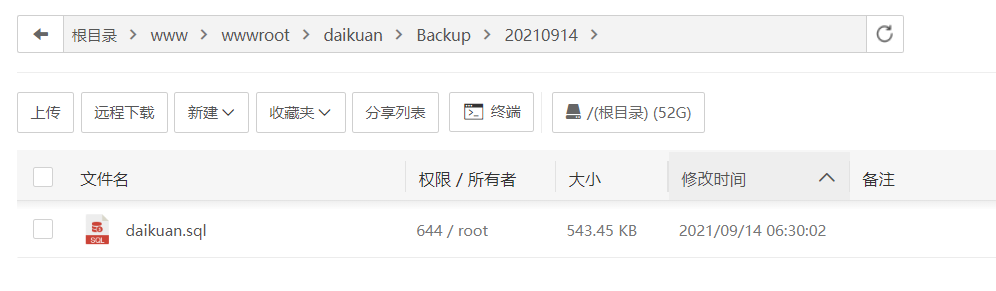 根目录 > www > wwwroot > daikuan > Backup > 20210914 >
上传 远程下载 新建 收藏夹 分享列表 终端 /(根目录) (52G)
文件名 权限 / 所有者 大小 修改时间 备注
SQL daikuan.sql 644 / root 543.45 KB 2021/09/14 06:30:02